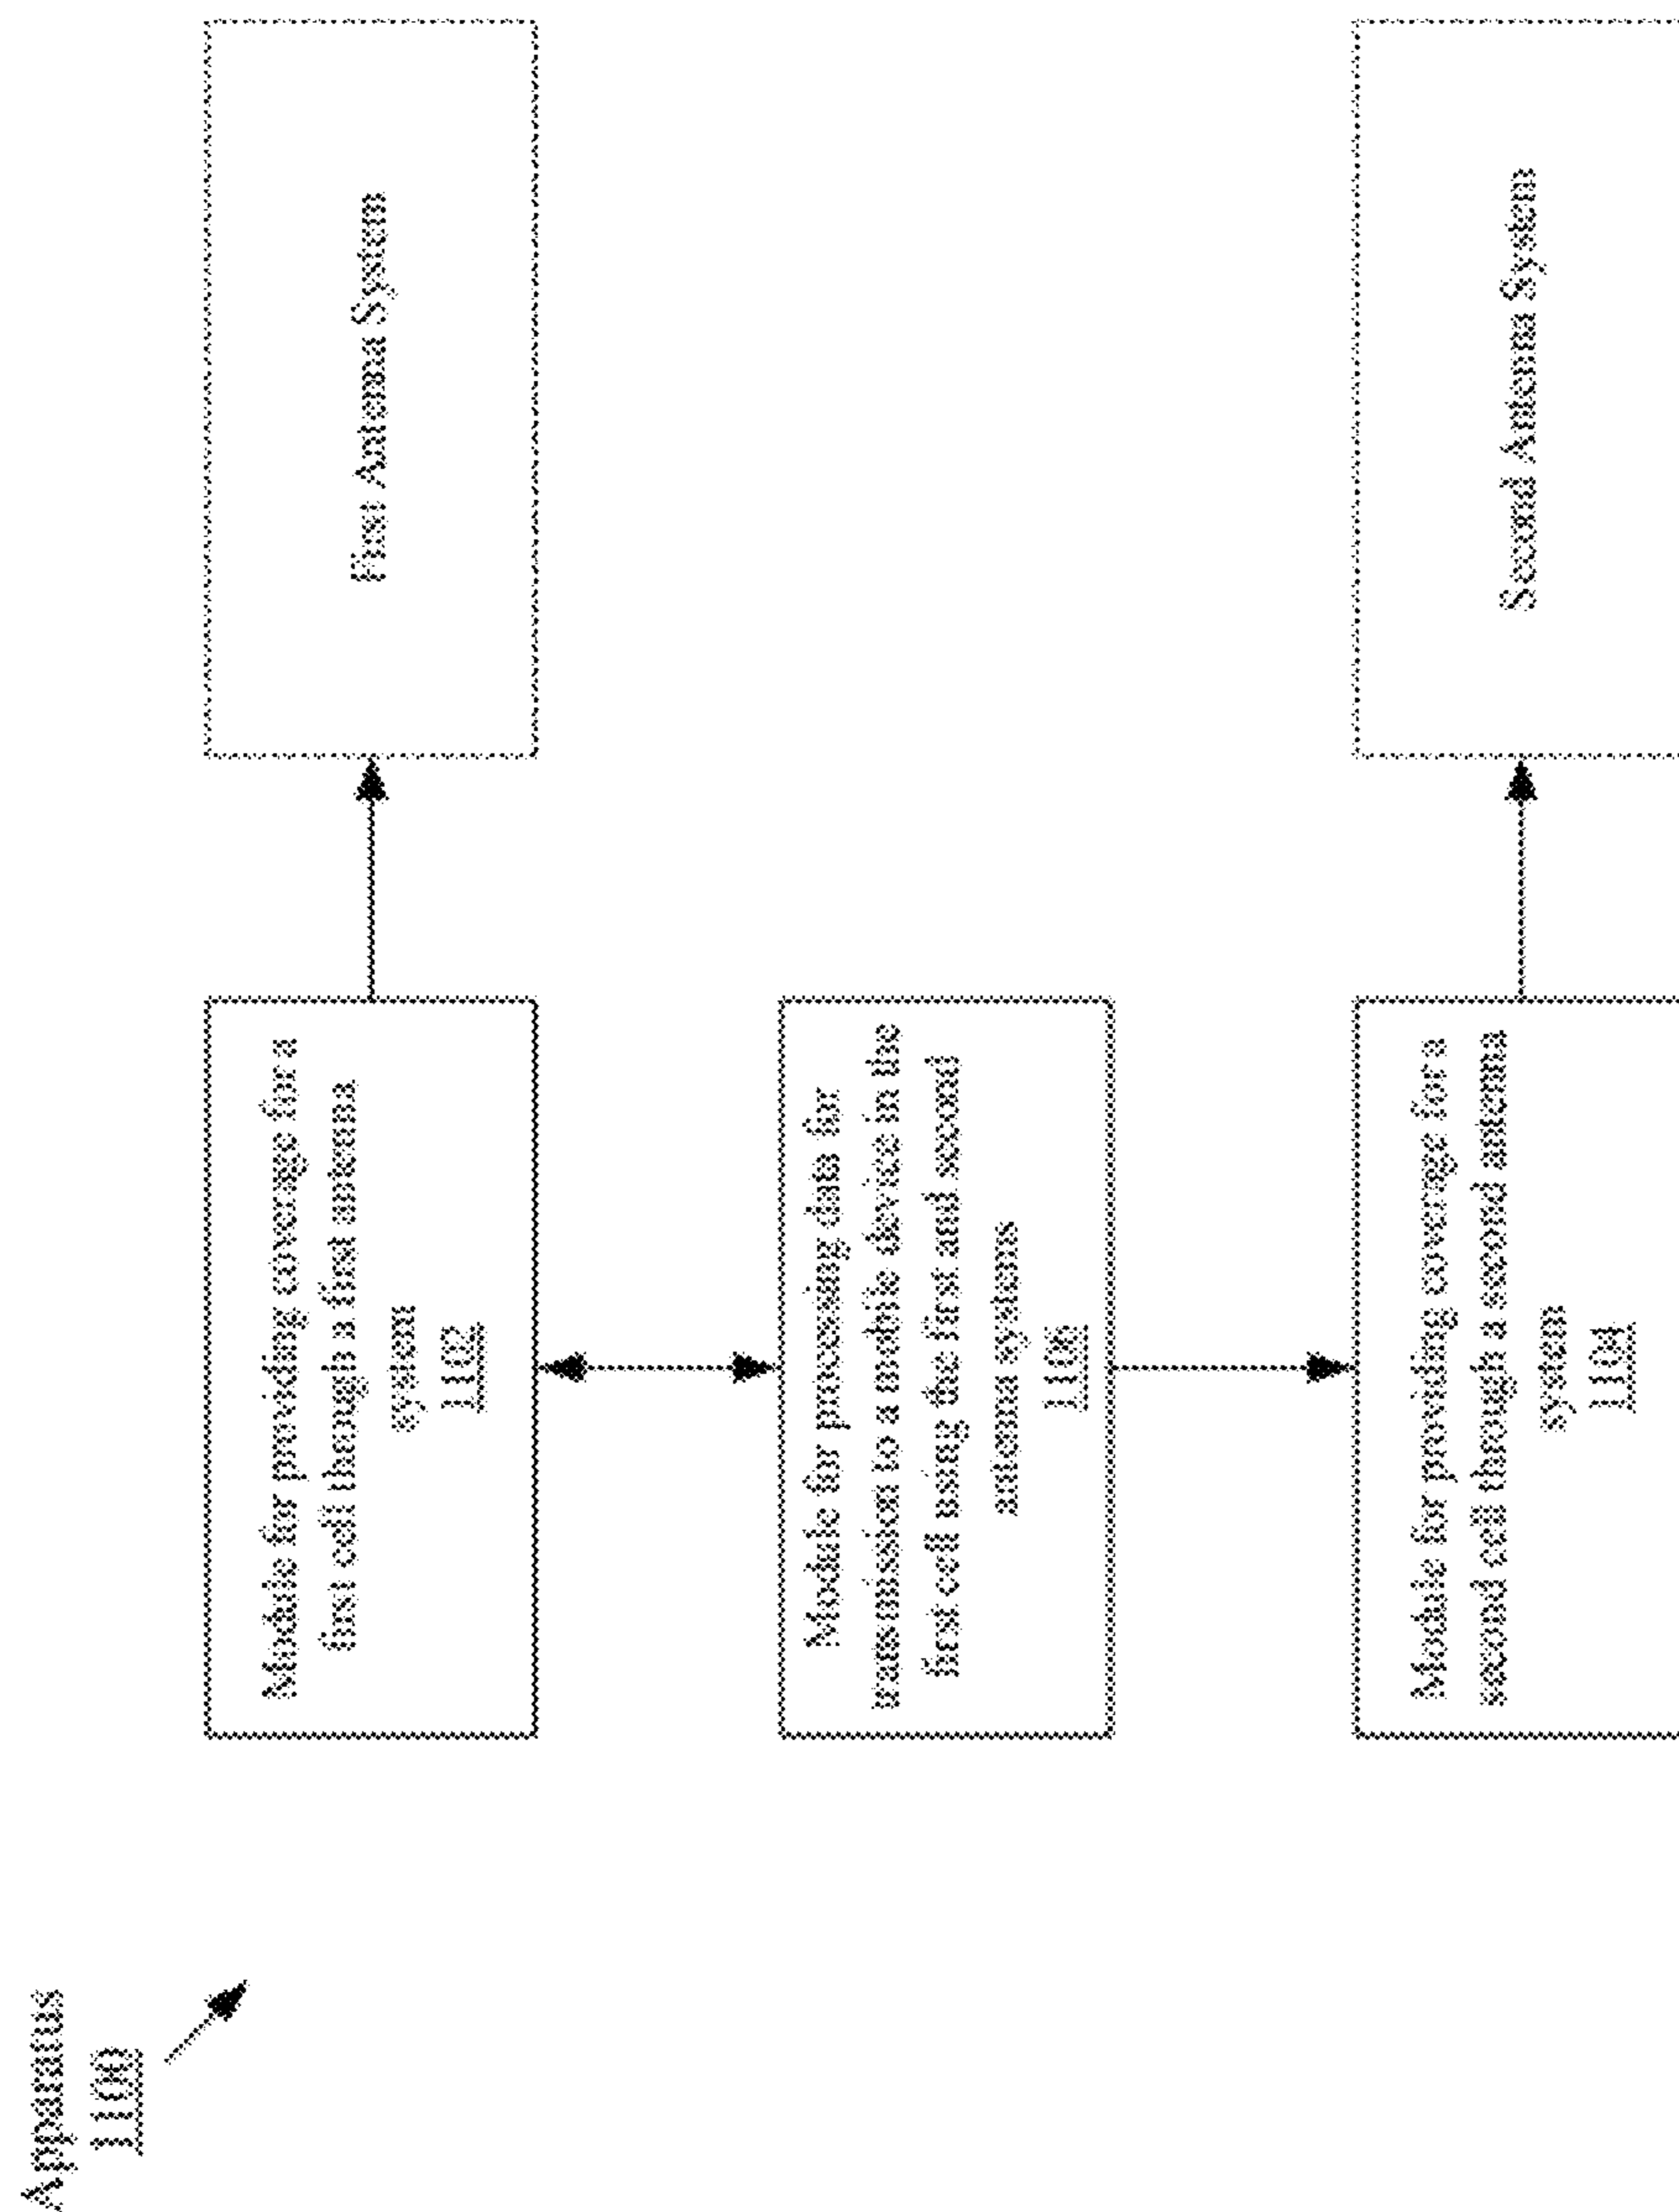 Apparatus
1100
Module for providing coverage for a
first cell through a first antenna
system
1102
First Antenna System
Module for processing data for
transmission to a mobile device in the
first cell using the first and second
antenna systems
1106
Module for providing coverage for a
second cell through a second antenna
system
1104
Second Antenna System